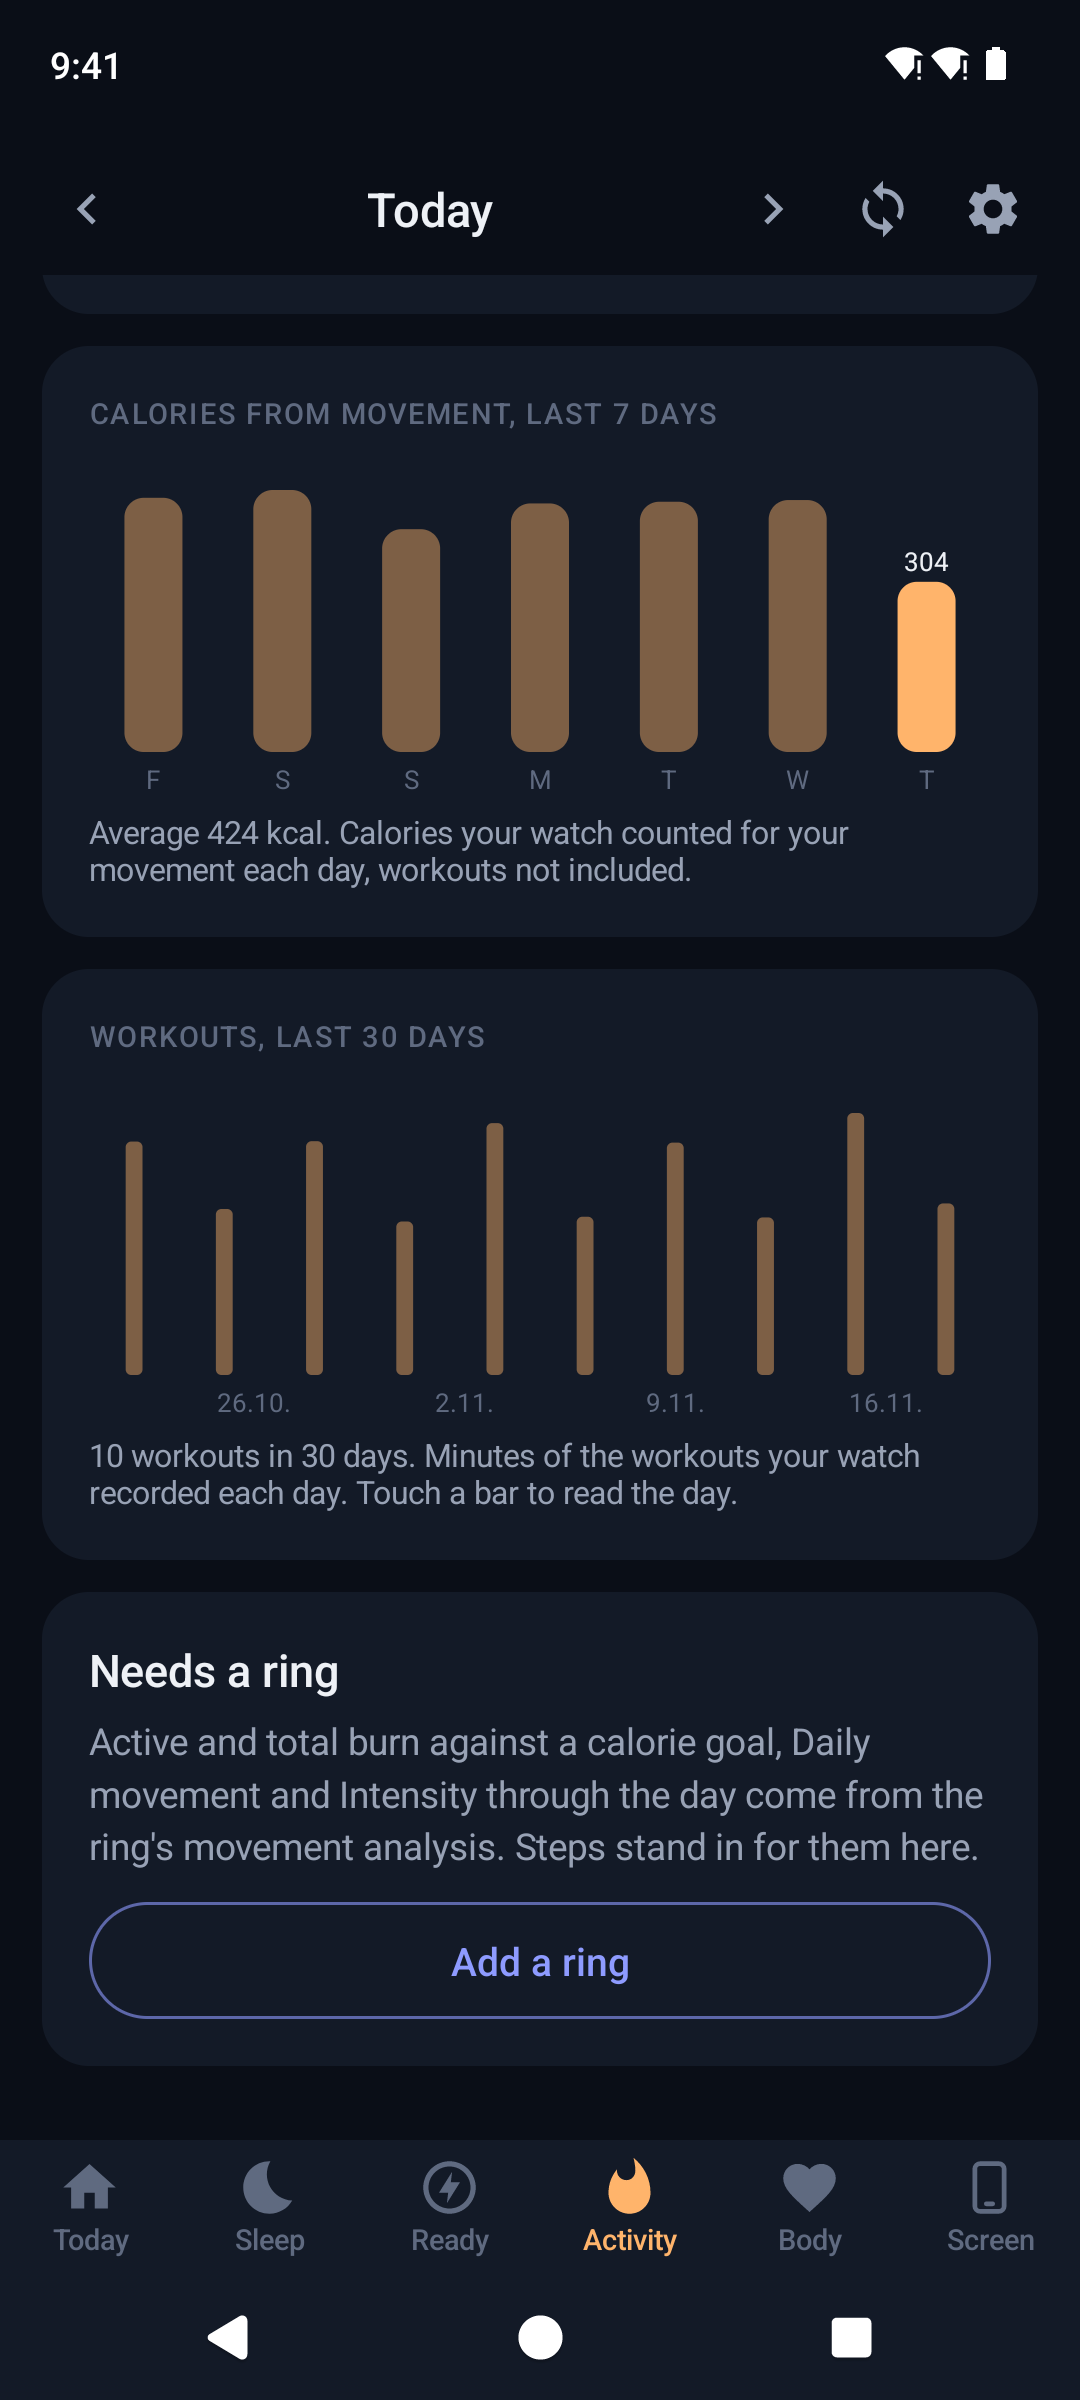 9:41
Today
CALORIES FROM MOVEMENT, LAST 7 DAYS
304
F S S M T W T
Average 424 kcal. Calories your watch counted for your
movement each day, workouts not included.
WORKOUTS, LAST 30 DAYS
26.10. 2.11. 9.11. 16.11.
10 workouts in 30 days. Minutes of the workouts your watch
recorded each day. Touch a bar to read the day.
Needs a ring
Active and total burn against a calorie goal, Daily
movement and Intensity through the day come from the
ring's movement analysis. Steps stand in for them here.
Add a ring
Today Sleep Ready Activity Body Screen